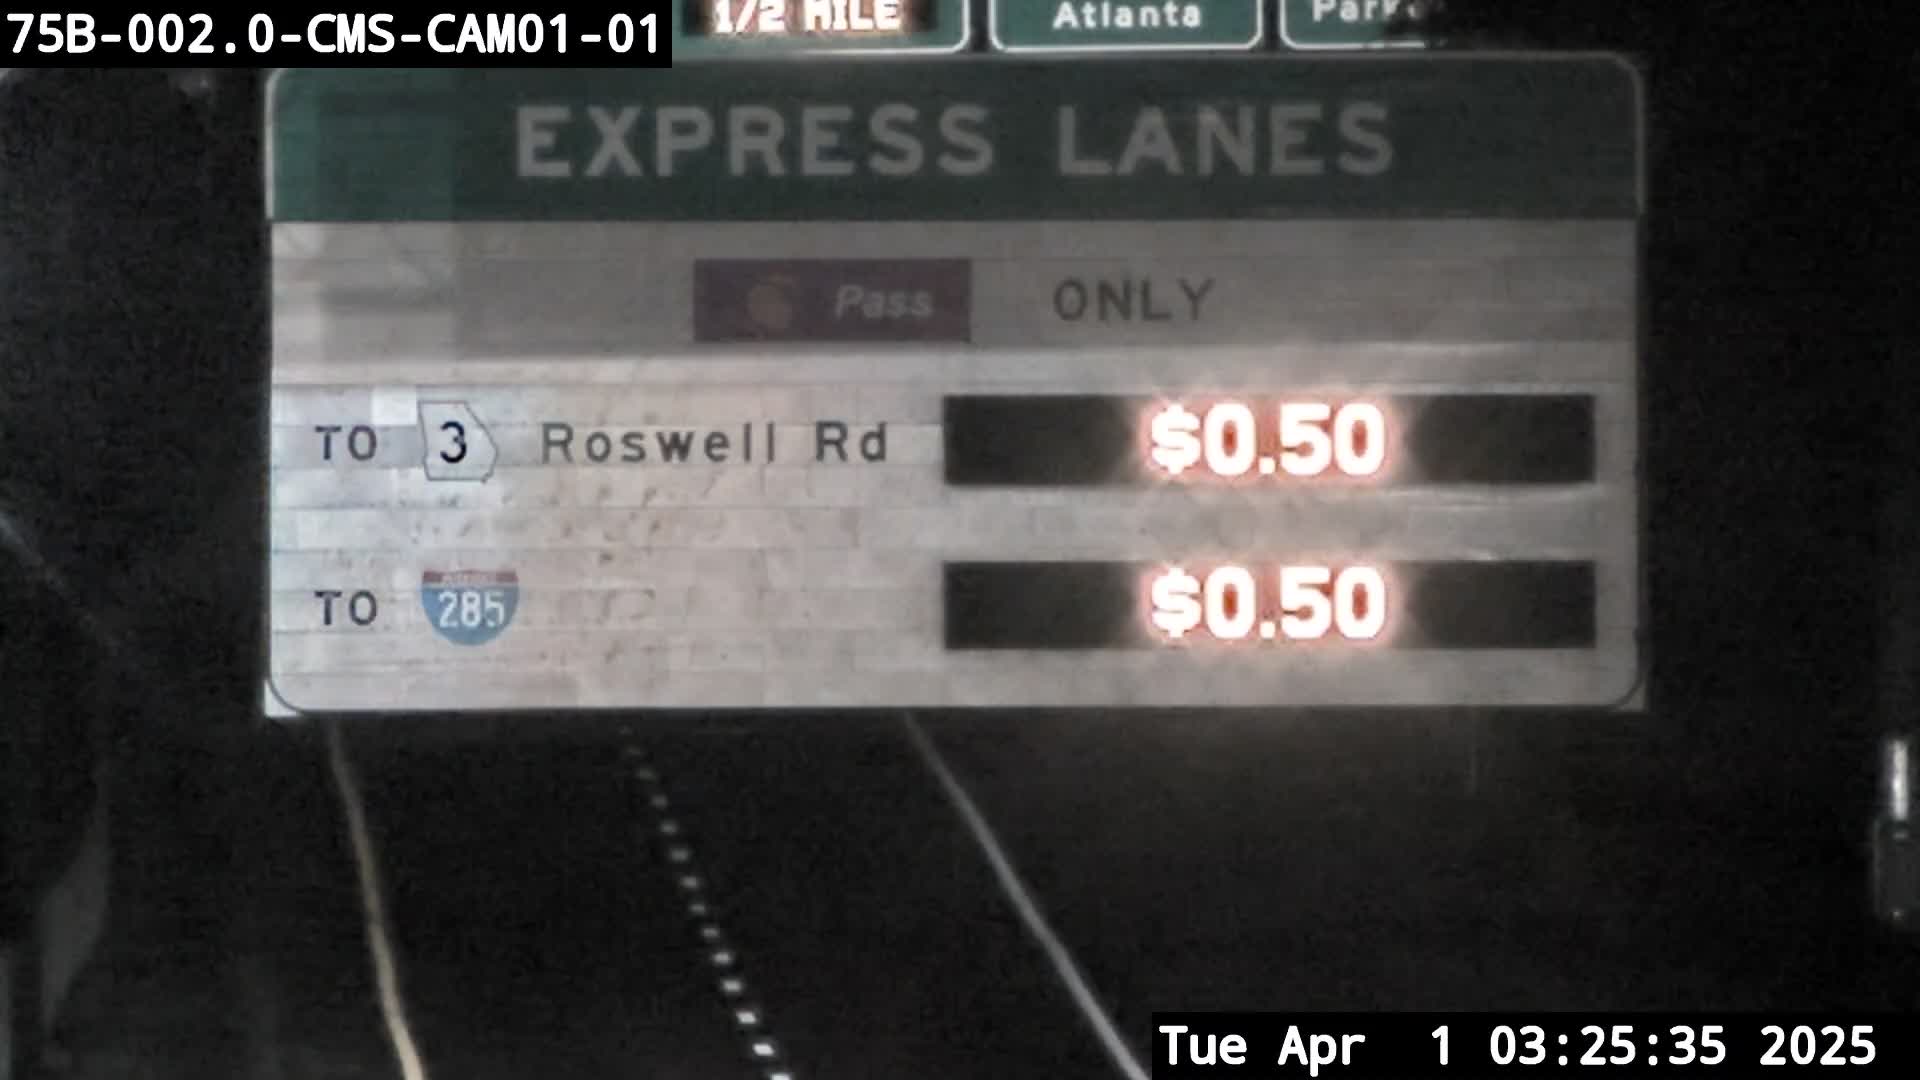 75B-002.0-CMS-CAM01-01
1/2 MILE
Atlanta
EXPRESS LANES
Pass ONLY
TO 3 Roswell Rd $0.50
TO 285 $0.50
Tue Apr 1 03:25:35 2025